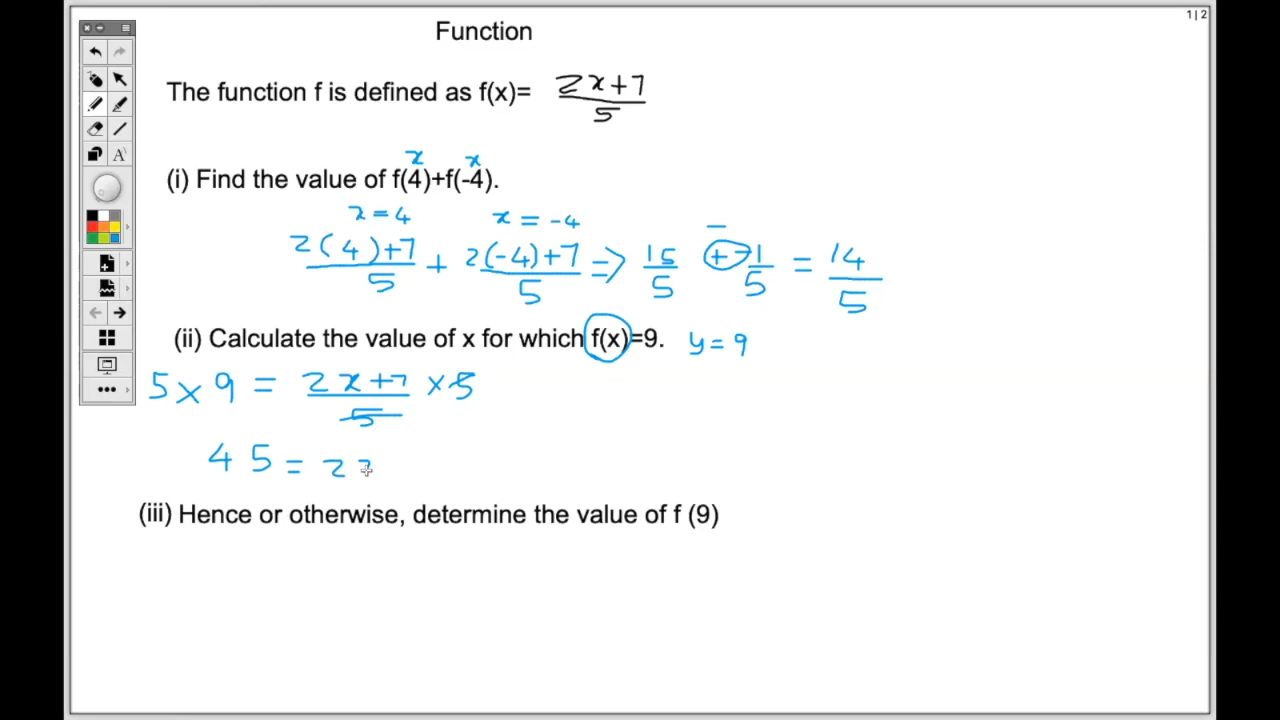 1|2
Function
The function f is defined as f(x)= 2x+7/5
x x
(i) Find the value of f(4)+f(-4).
x=4 x=-4
2(4)+7/5 + 2(-4)+7/5 => 15/5 + -1/5 = 14/5
(ii) Calculate the value of x for which f(x)=9. y=9
5×9 = 2x+7/5 ×5
45=2
(iii) Hence or otherwise, determine the value of f (9)